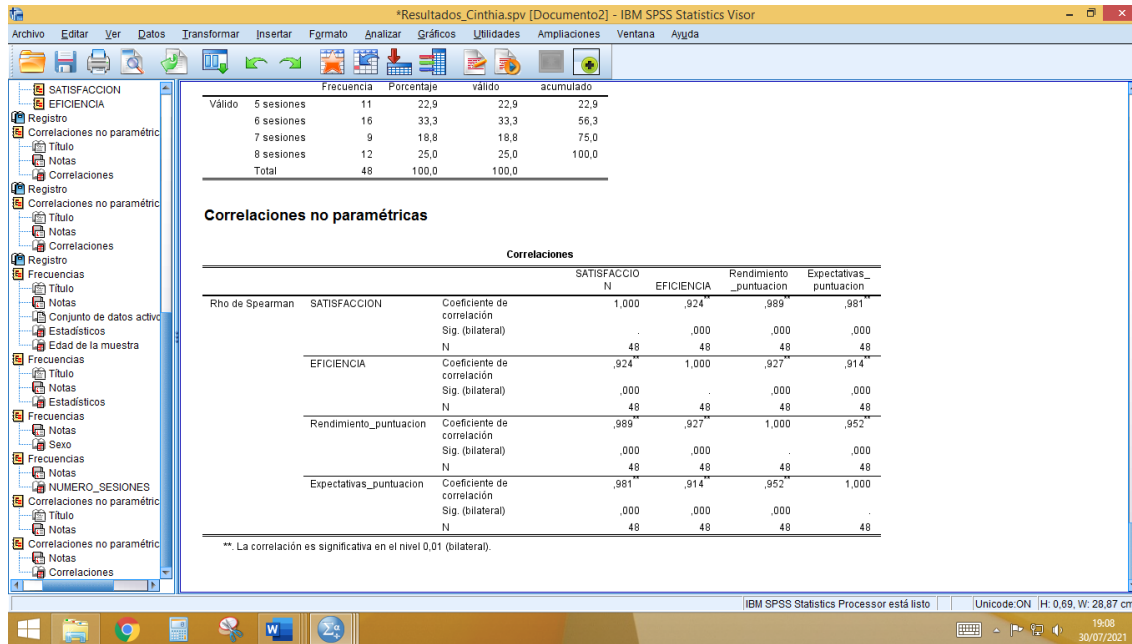 *Resultados_Cinthia.spv [Documento2] - IBM SPSS Statistics Visor
Archivo Editar Ver Datos Transformar Insertar Formato Analizar Gráficos Utilidades Ampliaciones Ventana Ayuda
SATISFACCION
EFICIENCIA
Registro
Correlaciones no paramétric
Título
Notas
Correlaciones
Registro
Correlaciones no paramétric
Título
Notas
Correlaciones
Registro
Frecuencias
Título
Notas
Conjunto de datos activo
Estadísticos
Edad de la muestra
Frecuencias
Título
Notas
Estadísticos
Frecuencias
Notas
Sexo
Frecuencias
Notas
NUMERO_SESIONES
Correlaciones no paramétric
Título
Notas
Correlaciones no paramétric
Notas
Correlaciones
Frecuencia Porcentaje válido acumulado
Válido 5 sesiones 11 22,9 22,9 22,9
6 sesiones 16 33,3 33,3 56,3
7 sesiones 9 18,8 18,8 75,0
8 sesiones 12 25,0 25,0 100,0
Total 48 100,0 100,0
Correlaciones no paramétricas
Correlaciones
SATISFACCIO EFICIENCIA Rendimiento Expectativas_
N _puntuacion puntuacion
Rho de Spearman SATISFACCION Coeficiente de 1,000 ,924** ,989** ,981**
correlación
Sig. (bilateral) . ,000 ,000 ,000
N 48 48 48 48
EFICIENCIA Coeficiente de ,924** 1,000 ,927** ,914**
correlación
Sig. (bilateral) ,000 . ,000 ,000
N 48 48 48 48
Rendimiento_puntuacion Coeficiente de ,989** ,927** 1,000 ,952**
correlación
Sig. (bilateral) ,000 ,000 . ,000
N 48 48 48 48
Expectativas_puntuacion Coeficiente de ,981** ,914** ,952** 1,000
correlación
Sig. (bilateral) ,000 ,000 ,000 .
N 48 48 48 48
**. La correlación es significativa en el nivel 0,01 (bilateral).
IBM SPSS Statistics Processor está listo Unicode:ON H: 0,69, W: 28,87 cm
19:08
30/07/2021